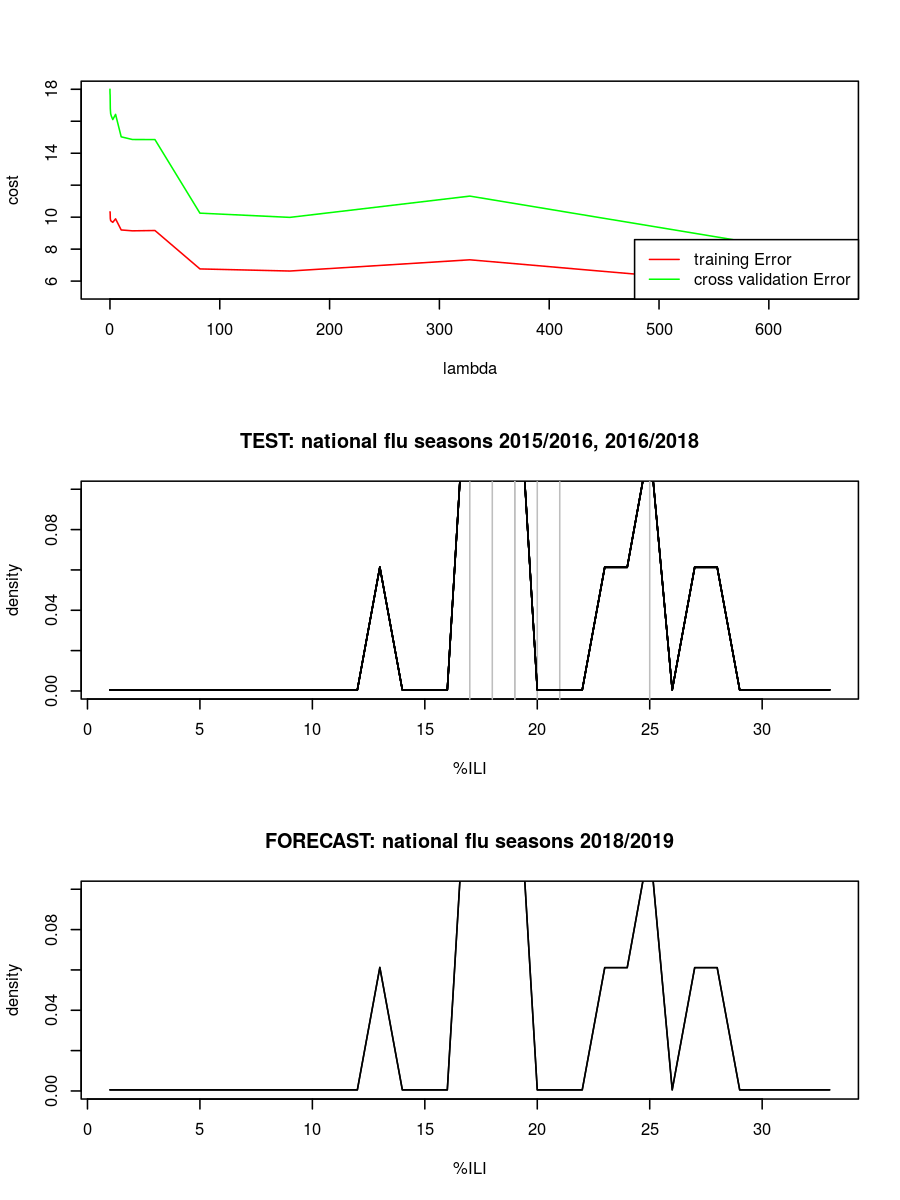 18
14
10
8
6
cost
training Error
cross validation Error
0 100 200 300 400 500 600
lambda
TEST: national flu seasons 2015/2016, 2016/2018
0.08
0.04
0.00
density
0 5 10 15 20 25 30
%ILI
FORECAST: national flu seasons 2018/2019
0.08
0.04
0.00
density
0 5 10 15 20 25 30
%ILI